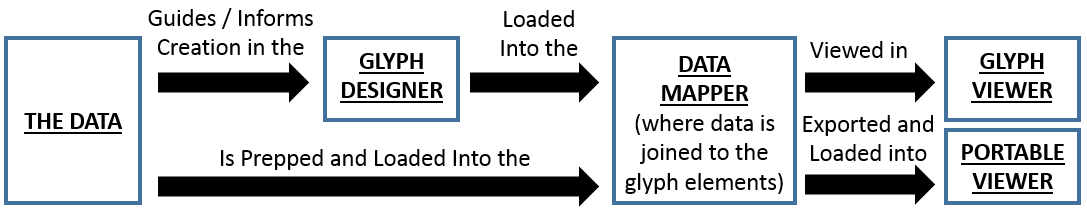 THE DATA
Guides / Informs
Creation in the
GLYPH
DESIGNER
Loaded
Into the
Is Prepped and Loaded Into the
DATA
MAPPER
(where data is
joined to the
glyph elements)
Viewed in
GLYPH
VIEWER
Exported and
Loaded into
PORTABLE
VIEWER